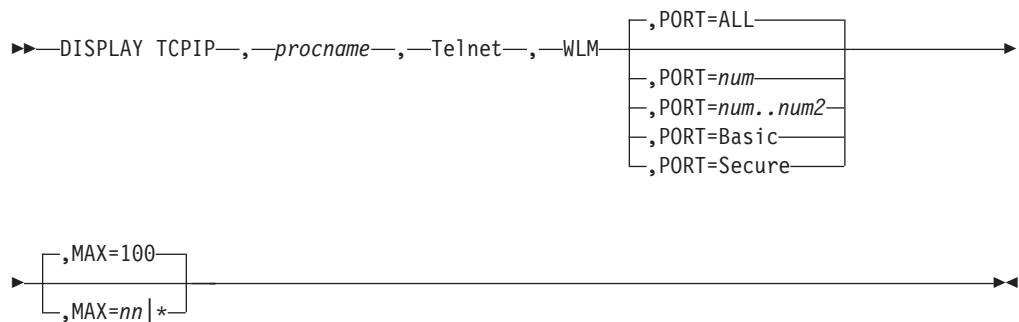 ,PORT=ALL
DISPLAY TCPIP , procname , Telnet , WLM
,PORT=num
,PORT=num..num2
,PORT=Basic
,PORT=Secure
,MAX=100
,MAX=nn|*